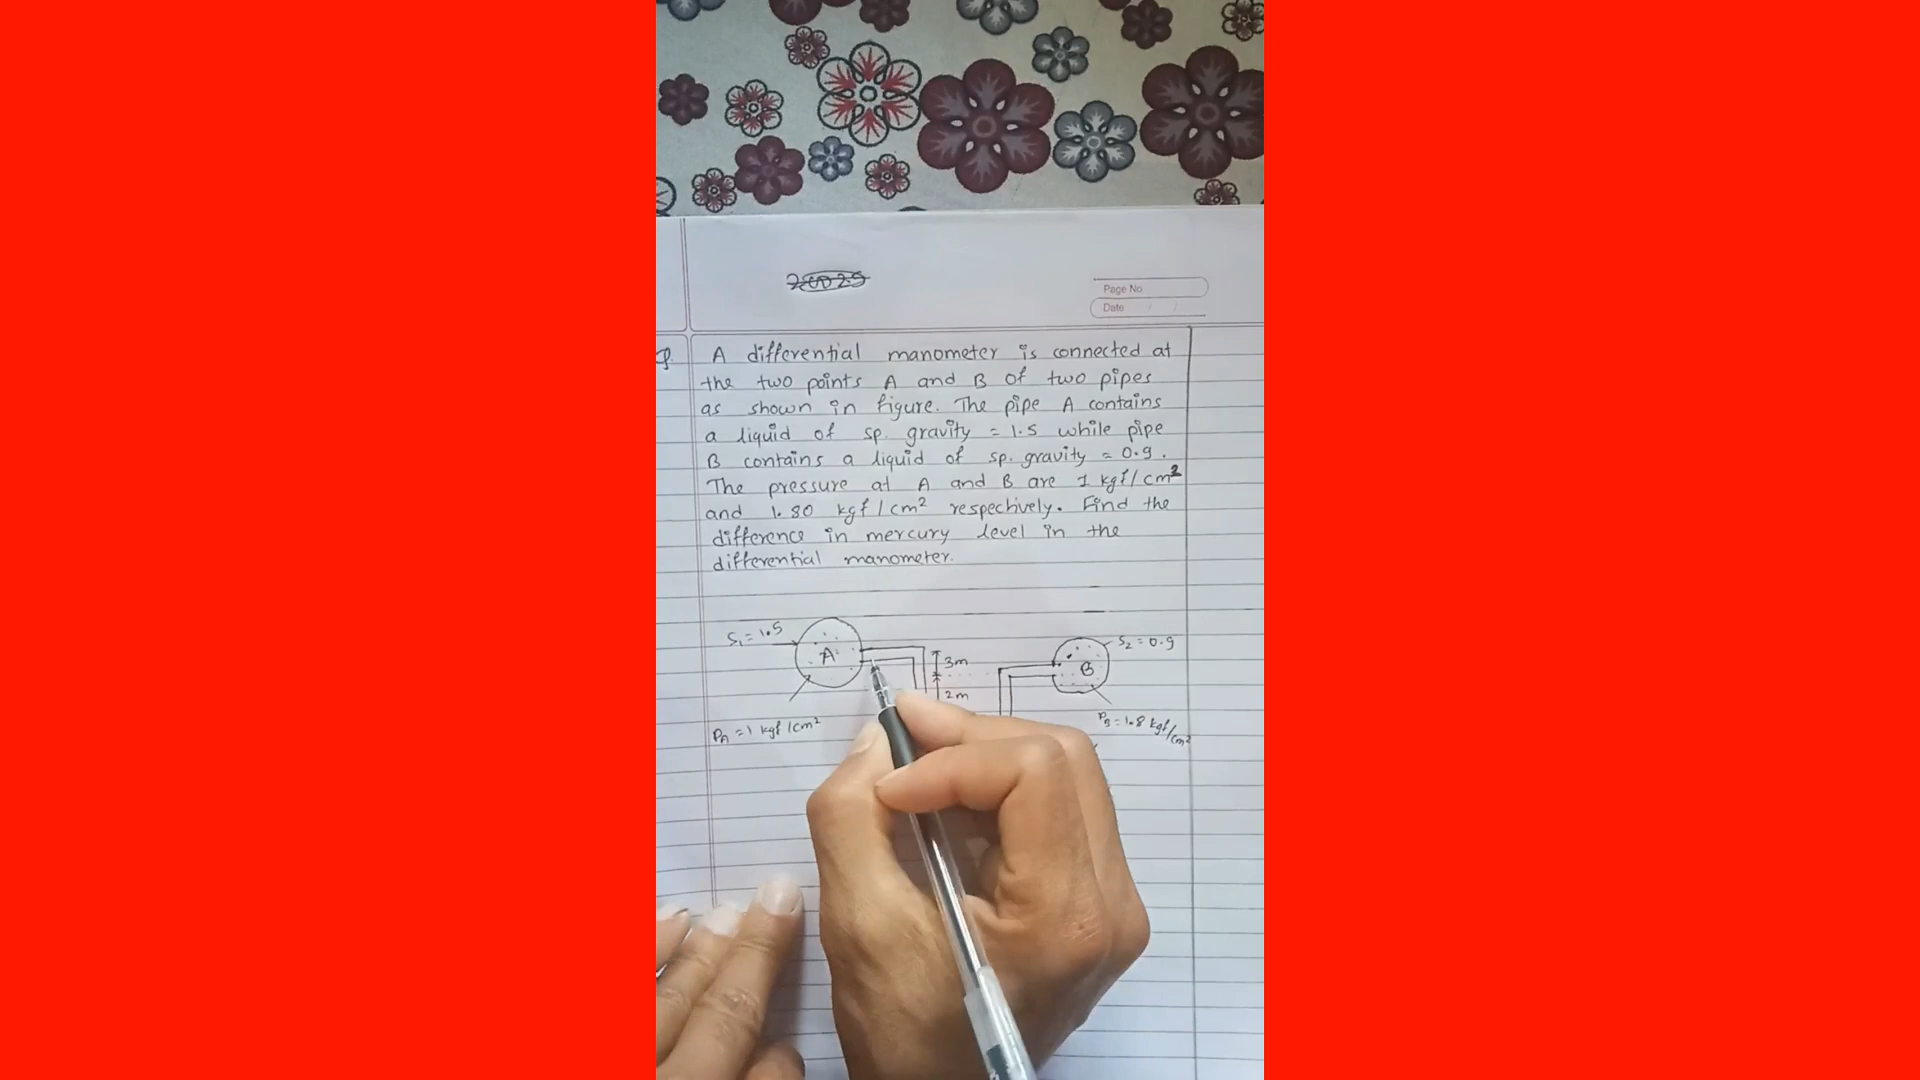 Page No
Date / /
Q. A differential manometer is connected at
the two points A and B of two pipes
as shown in figure. The pipe A contains
a liquid of sp. gravity = 1.5 while pipe
B contains a liquid of sp. gravity = 0.9.
The pressure at A and B are 1 kgf/cm²
and 1.80 kgf/cm² respectively. Find the
difference in mercury level in the
differential manometer.
S₁ = 1.5
A
3m
2m
S₂ = 0.9
B
P_A = 1 kgf/cm²
P_B = 1.8 kgf/cm²